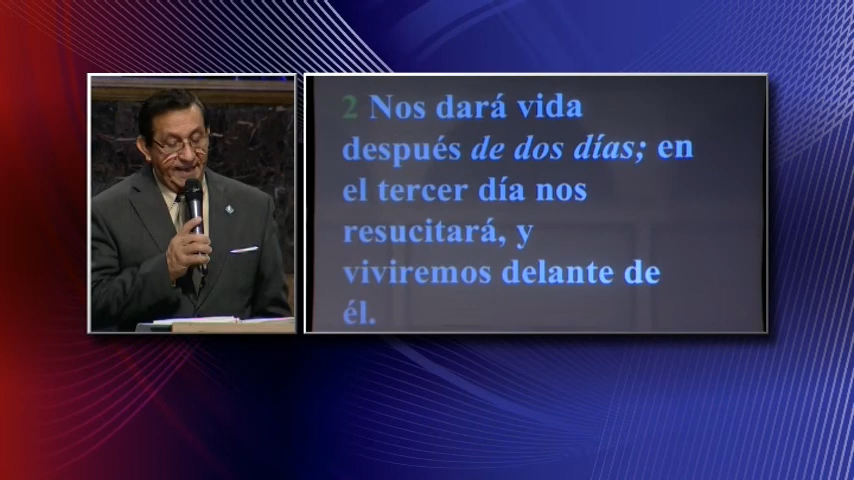 2 Nos dará vida
después de dos días; en
el tercer día nos
resucitará, y
viviremos delante de
él.